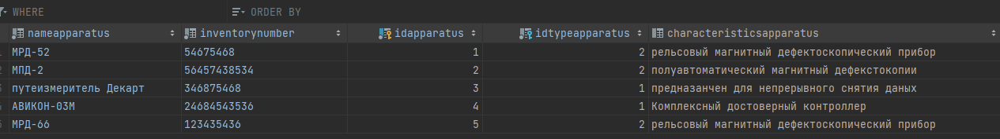 WHERE ORDER BY
nameapparatus inventorynumber idapparatus idtypeapparatus characteristicsapparatus
МРД-52 54675468 1 2 рельсовый магнитный дефектоскопический прибор
МПД-2 56457438534 2 2 полуавтоматический магнитный дефекстокопии
путеизмеритель Декарт 346875468 3 1 предназанчен для непрерывного снятия даных
АВИКОН-03М 24684543536 4 1 Комплексный достоверный контроллер
МРД-66 123435436 5 2 рельсовый магнитный дефектоскопический прибор